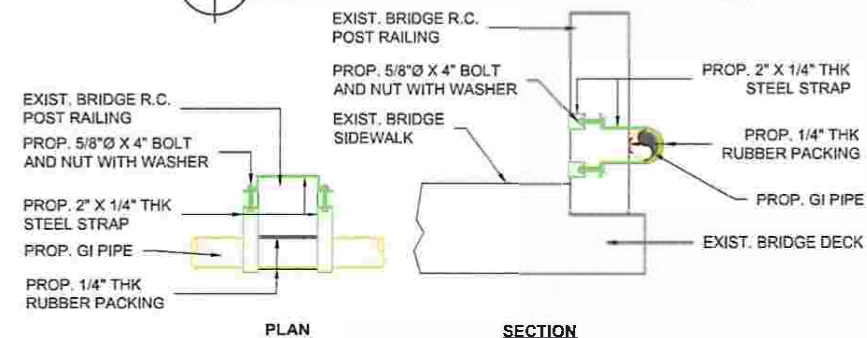 EXIST. BRIDGE R.C.
POST RAILING
PROP. 5/8"Ø X 4" BOLT
AND NUT WITH WASHER
PROP. 2" X 1/4" THK
STEEL STRAP
PROP. GI PIPE
PROP. 1/4" THK
RUBBER PACKING
PLAN
EXIST. BRIDGE R.C.
POST RAILING
PROP. 5/8"Ø X 4" BOLT
AND NUT WITH WASHER
EXIST. BRIDGE
SIDEWALK
PROP. 2" X 1/4" THK
STEEL STRAP
PROP. 1/4" THK
RUBBER PACKING
PROP. GI PIPE
EXIST. BRIDGE DECK
SECTION